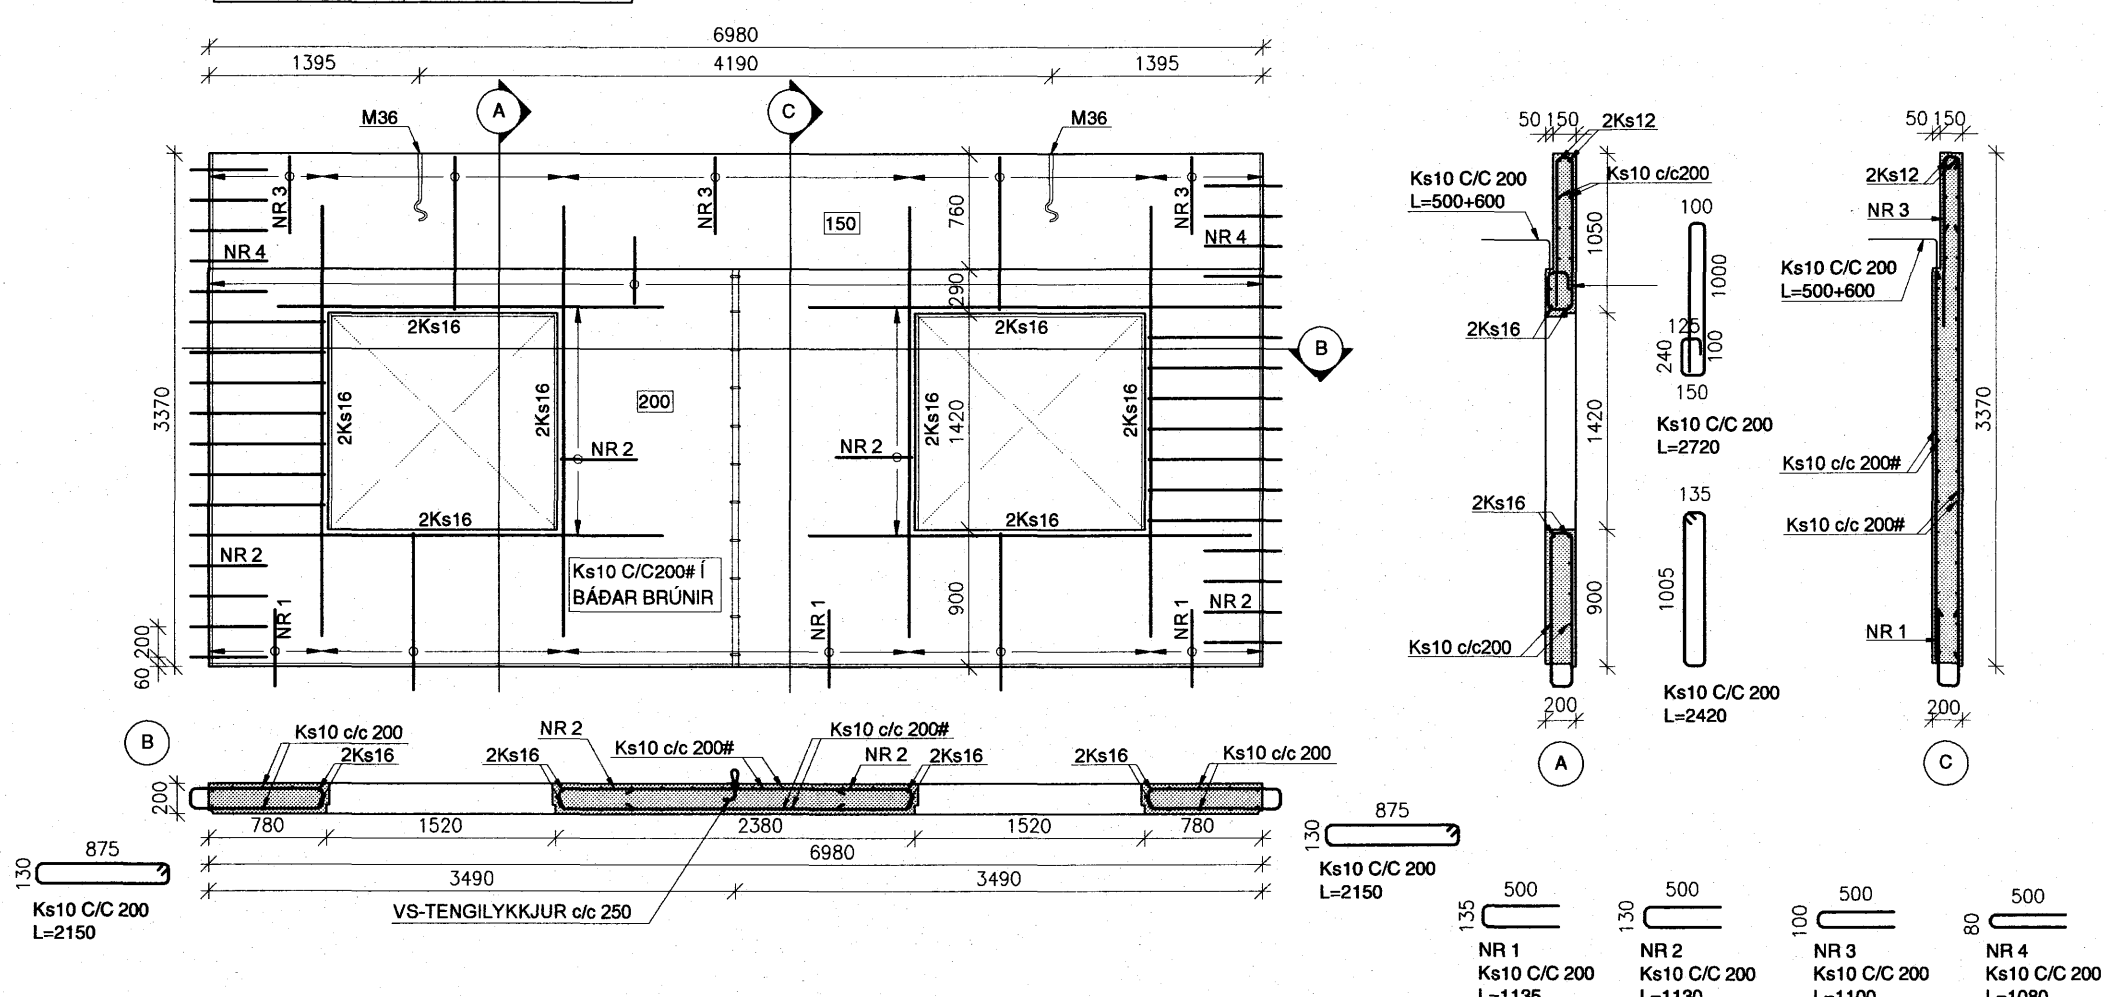 6980
1395
4190
1395
A
C
M36
M36
NR 3
NR 3
NR 3
150
760
NR 4
NR 4
290
2Ks16
2Ks16
B
3370
2Ks16
2Ks16
200
2Ks16
1420
2Ks16
NR 2
NR 2
2Ks16
2Ks16
NR 2
Ks10 C/C200# Í
BÁÐAR BRÚNIR
900
NR 2
NR 1
NR 1
NR 1
200
60
50 150
2Ks12
Ks10 C/C 200
L=500+600
Ks10 c/c200
1050
2Ks16
1420
2Ks16
900
Ks10 c/c200
200
A
100
1000
125
240
100
150
Ks10 C/C 200
L=2720
135
1005
Ks10 C/C 200
L=2420
50 150
2Ks12
NR 3
Ks10 C/C 200
L=500+600
3370
Ks10 c/c 200#
Ks10 c/c 200#
NR 1
200
C
B
Ks10 c/c 200
2Ks16
NR 2
2Ks16
Ks10 c/c 200#
Ks10 c/c 200#
NR 2
2Ks16
2Ks16
Ks10 c/c 200
200
780
1520
2380
1520
780
6980
3490
3490
VS-TENGILYKKJUR c/c 250
875
130
Ks10 C/C 200
L=2150
875
130
Ks10 C/C 200
L=2150
500
135
NR 1
Ks10 C/C 200
L=1135
500
130
NR 2
Ks10 C/C 200
L=1130
500
100
NR 3
Ks10 C/C 200
L=1100
500
80
NR 4
Ks10 C/C 200
L=1080